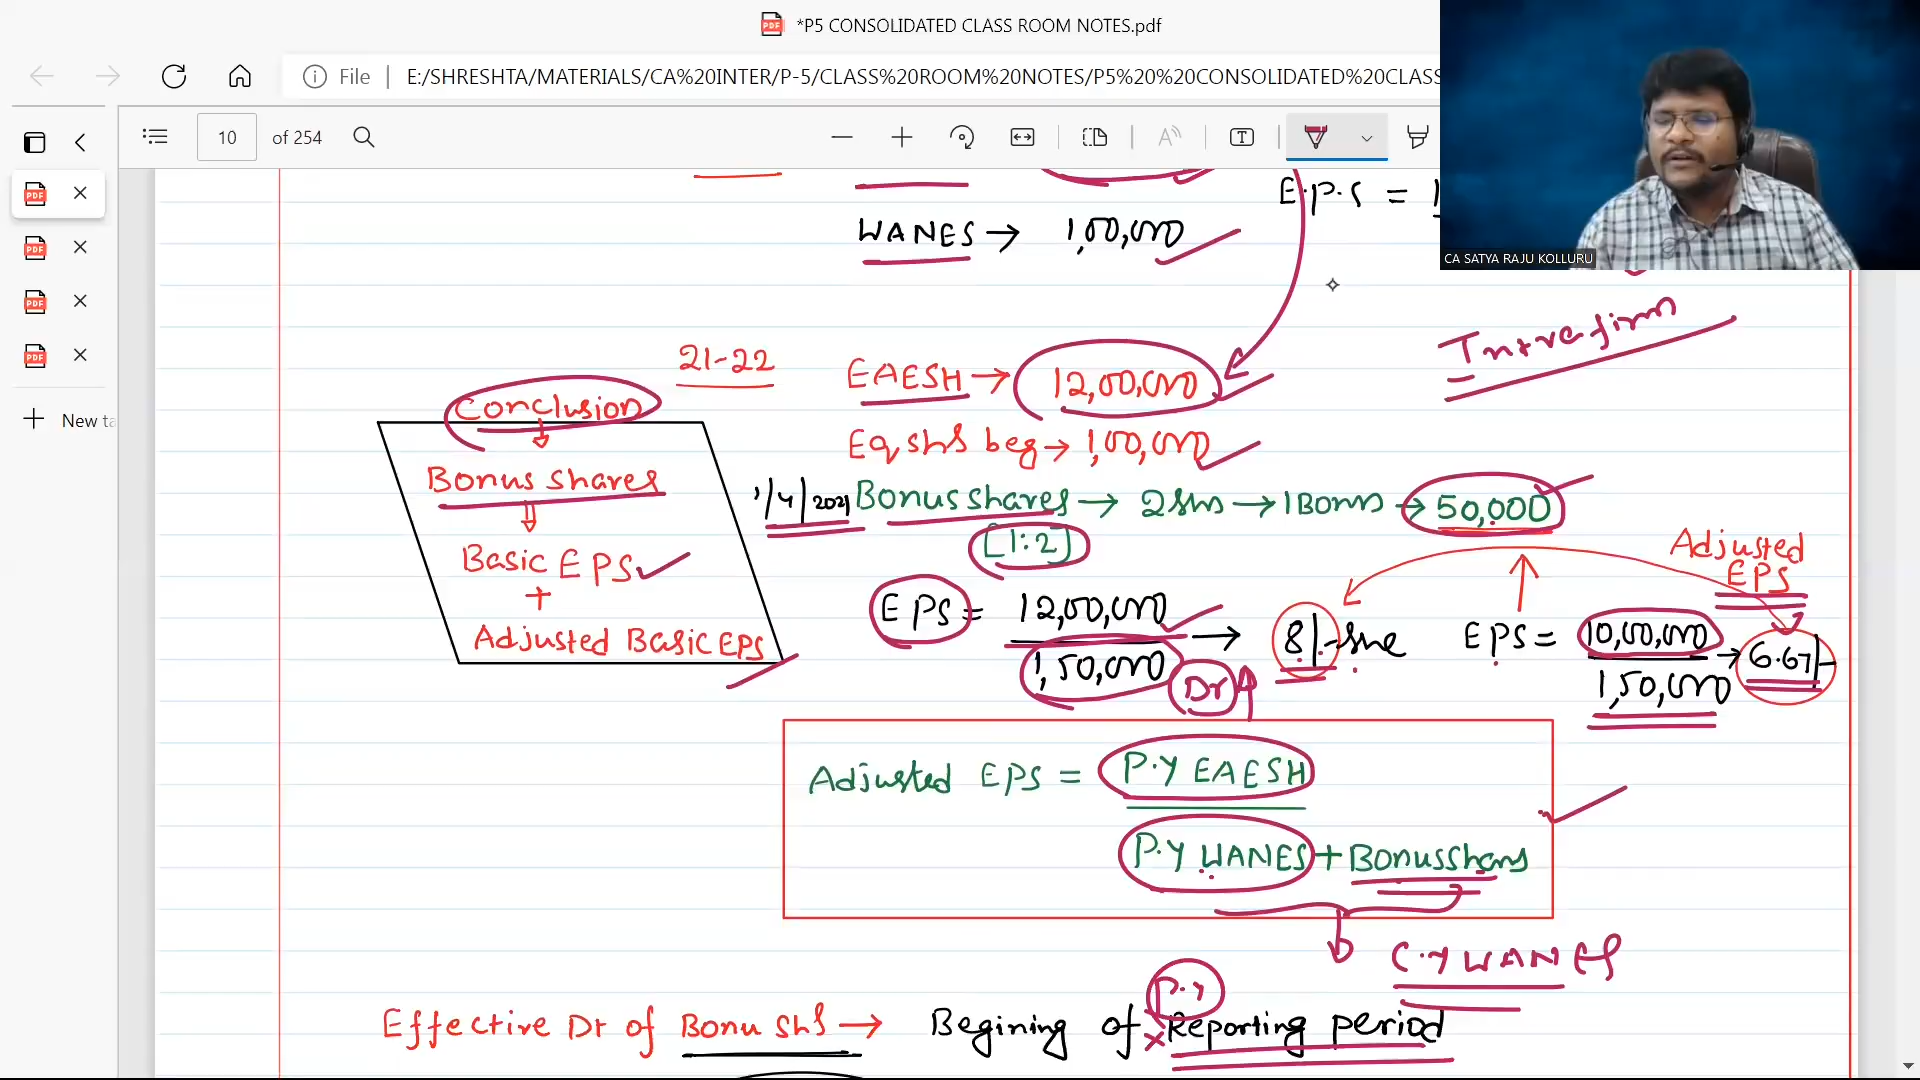 *P5 CONSOLIDATED CLASS ROOM NOTES.pdf
File
E:/SHRESHTA/MATERIALS/CA%20INTER/P-5/CLASS%20ROOM%20NOTES/P5%20%20CONSOLIDATED%20CLASS
10 of 254
New ta
CA SATYA RAJU KOLLURU
E.P.S =
WANES → 1,00,000
Intra firm
21-22
EAESH → 12,00,000
Eq shs beg → 1,00,000
1/4/2021 Bonus shares → 2 shs → 1 Bonus → 50,000
[1:2]
Conclusion
Bonus shares
Basic EPS
+
Adjusted Basic EPS
Adjusted
EPS
EPS = 12,00,000
1,50,000
→ 8/-
Dr ↑
EPS = 10,00,000
1,50,000
→ 6.67/-
Adjusted EPS = P.Y EAESH
P.Y WANES + Bonus shares
C.Y WANES
P.Y
Effective Dt of Bonu Shs → Begining of Reporting period